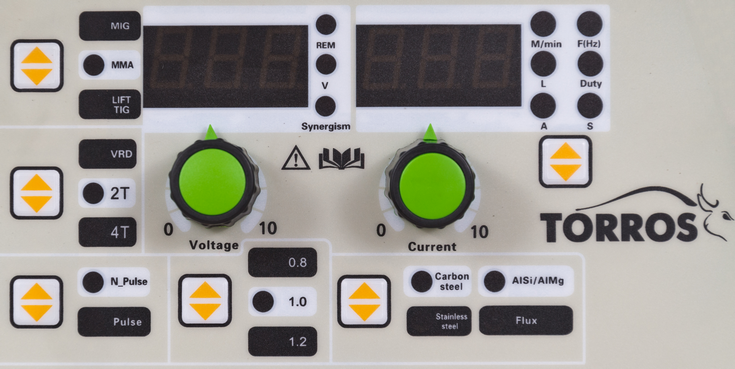 MIG
MMA
LIFT
TIG
REM
V
Synergism
M/min
F(Hz)
L
Duty
A
S
VRD
2T
4T
0
10
Voltage
0
10
Current
TORROS
N_Pulse
Pulse
0.8
1.0
1.2
Carbon
steel
AlSi/AlMg
Stainless
steel
Flux